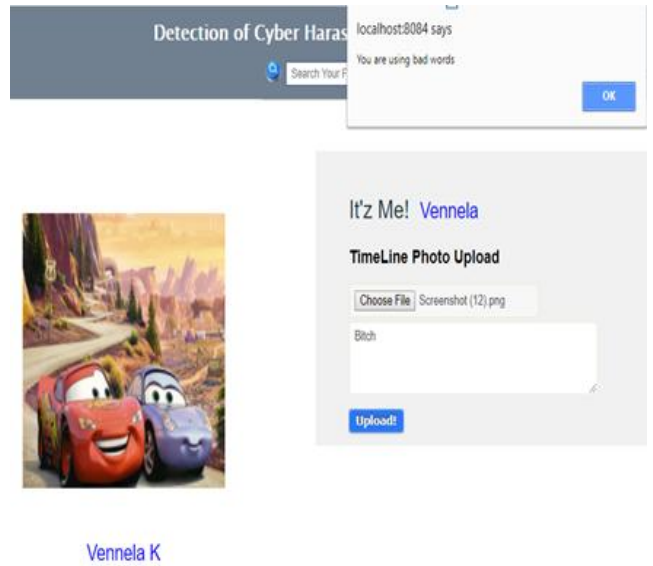 Detection of Cyber Haras
Search Your F
localhost:8084 says
You are using bad words
OK
It'z Me! Vennela
TimeLine Photo Upload
Choose File Screenshot (12).png
Bitch
Upload!
Vennela K